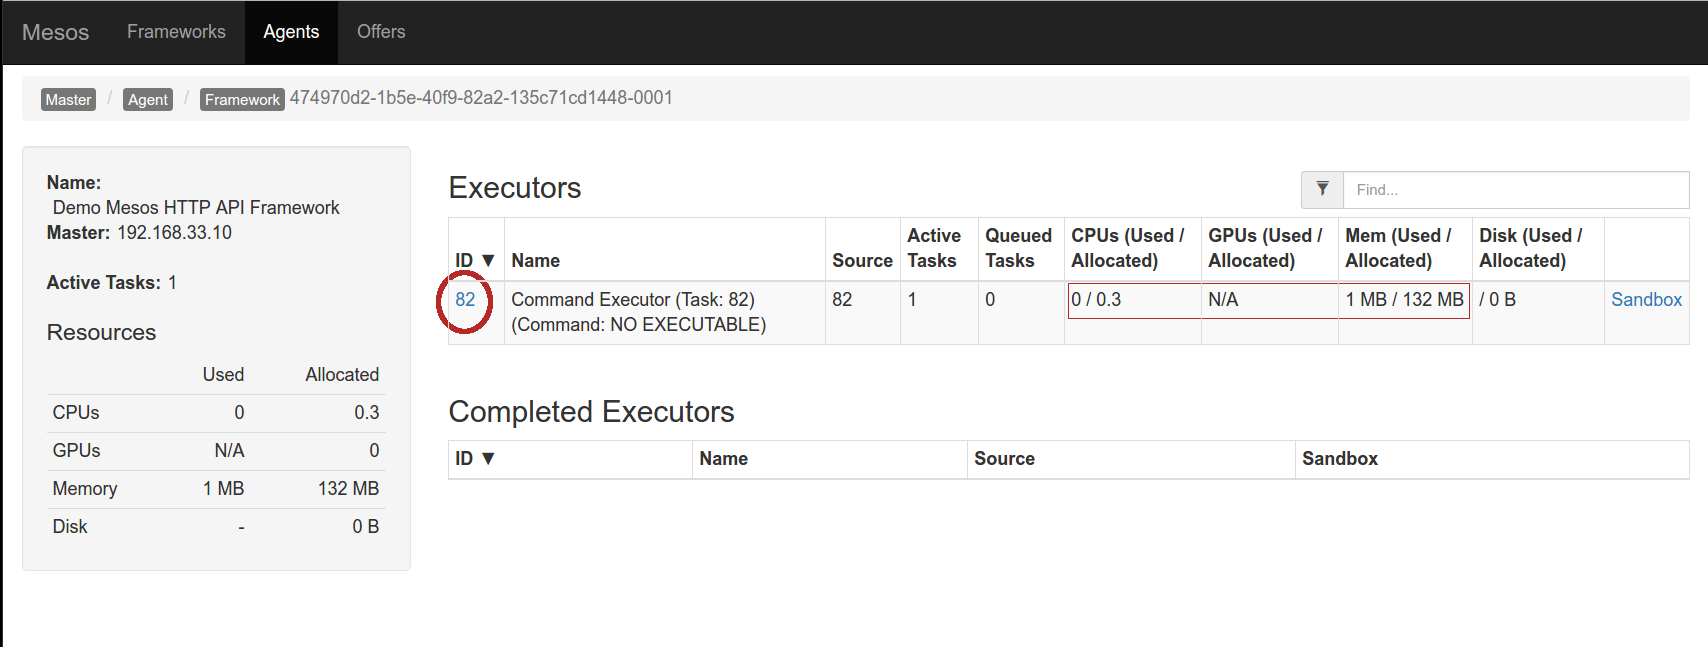 Mesos Frameworks Agents Offers
Master / Agent / Framework 474970d2-1b5e-40f9-82a2-135c71cd1448-0001
Name:
Demo Mesos HTTP API Framework
Master: 192.168.33.10
Active Tasks: 1
Resources
Used Allocated
CPUs 0 0.3
GPUs N/A 0
Memory 1 MB 132 MB
Disk - 0 B
Executors
Find...
ID ▼ Name Source Active Tasks Queued Tasks CPUs (Used / Allocated) GPUs (Used / Allocated) Mem (Used / Allocated) Disk (Used / Allocated)
82 Command Executor (Task: 82) 82 1 0 0 / 0.3 N/A 1 MB / 132 MB / 0 B Sandbox
(Command: NO EXECUTABLE)
Completed Executors
ID ▼ Name Source Sandbox